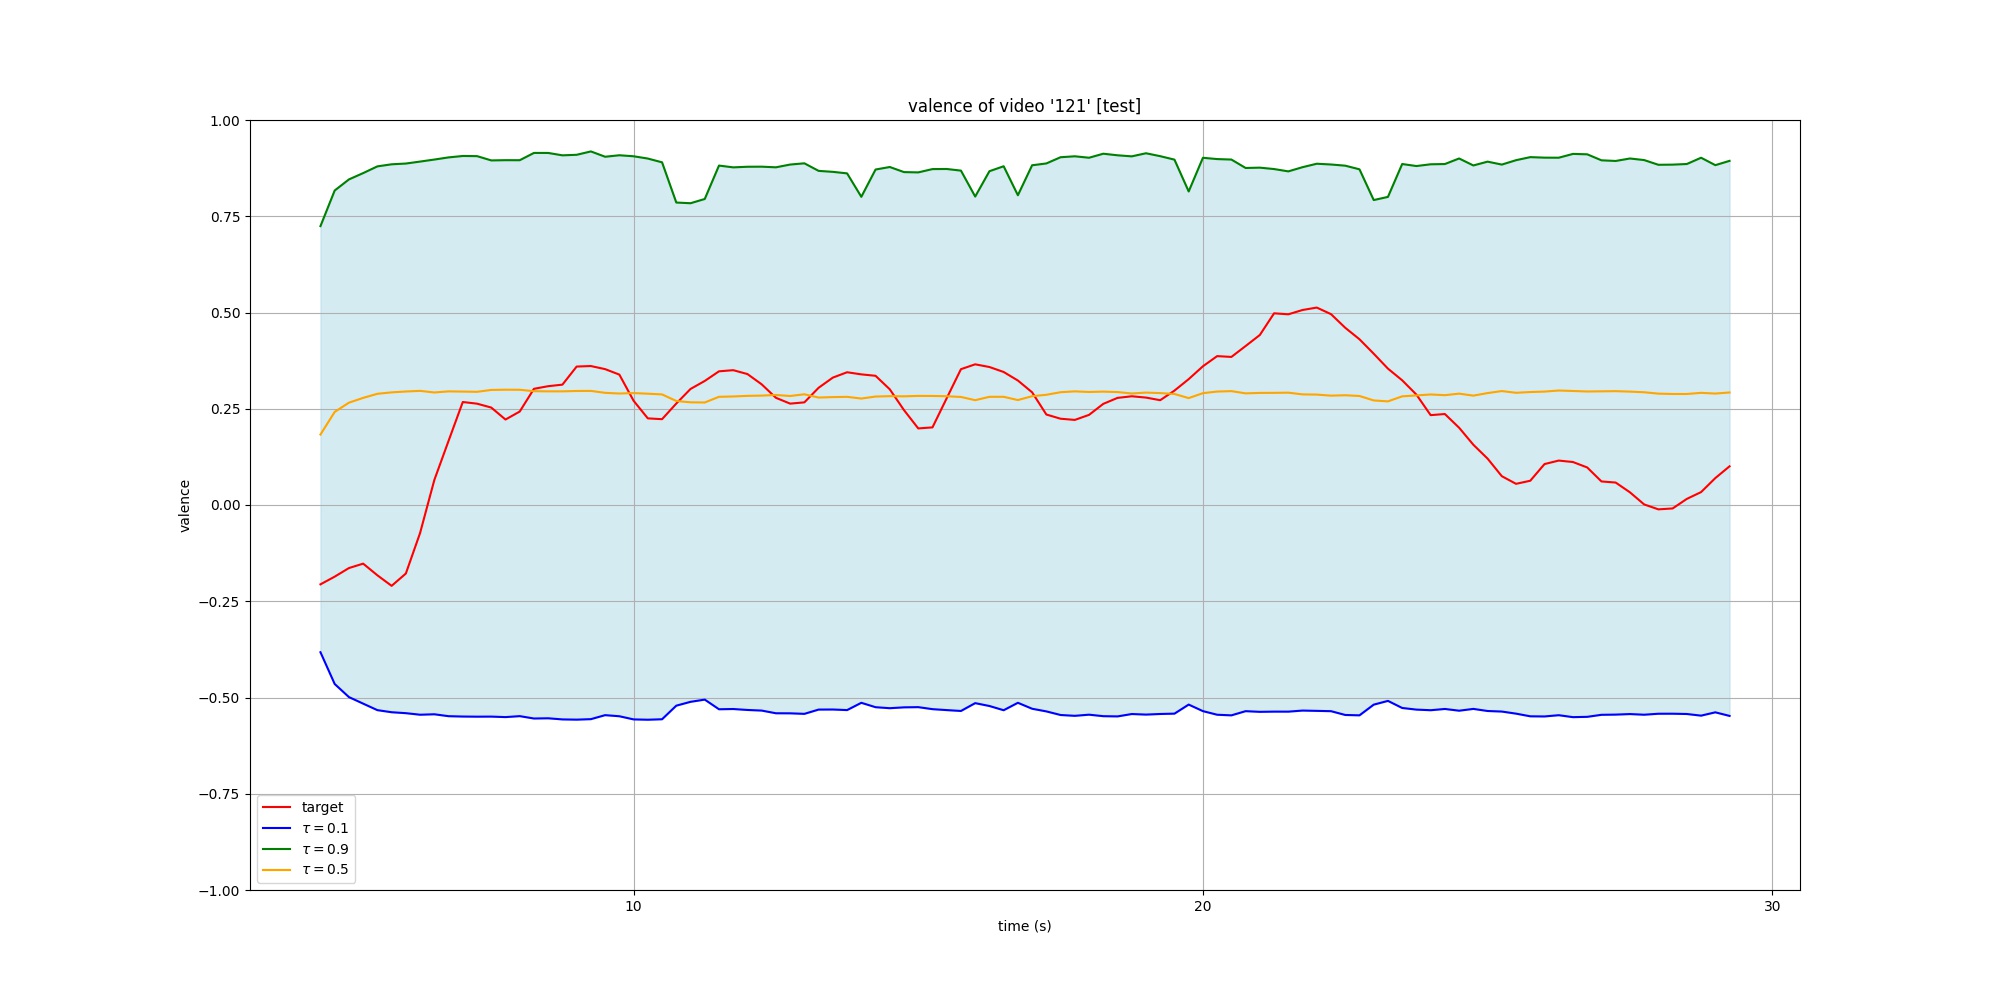 valence of video '121' [test]
1.00
0.75
0.50
0.25
0.00
−0.25
−0.50
−0.75
−1.00
valence
target
τ = 0.1
τ = 0.9
τ = 0.5
10
20
30
time (s)